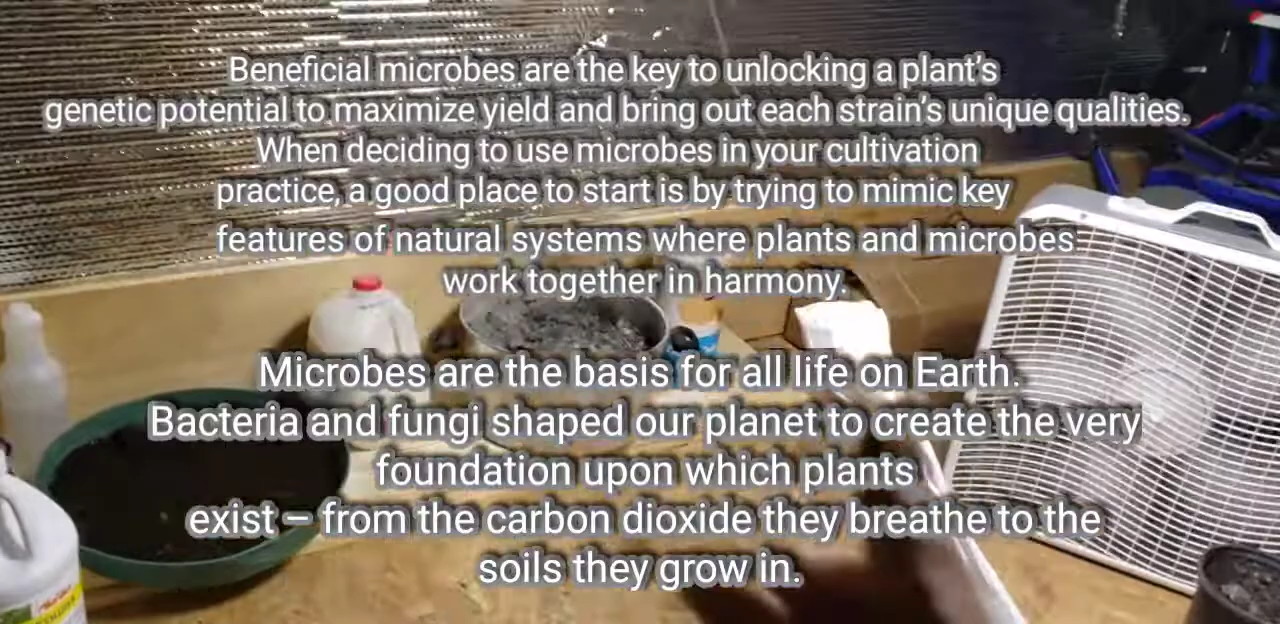 Beneficial microbes are the key to unlocking a plant’s
genetic potential to maximize yield and bring out each strain’s unique qualities.
When deciding to use microbes in your cultivation
practice, a good place to start is by trying to mimic key
features of natural systems where plants and microbes
work together in harmony.
Microbes are the basis for all life on Earth.
Bacteria and fungi shaped our planet to create the very
foundation upon which plants
exist – from the carbon dioxide they breathe to the
soils they grow in.